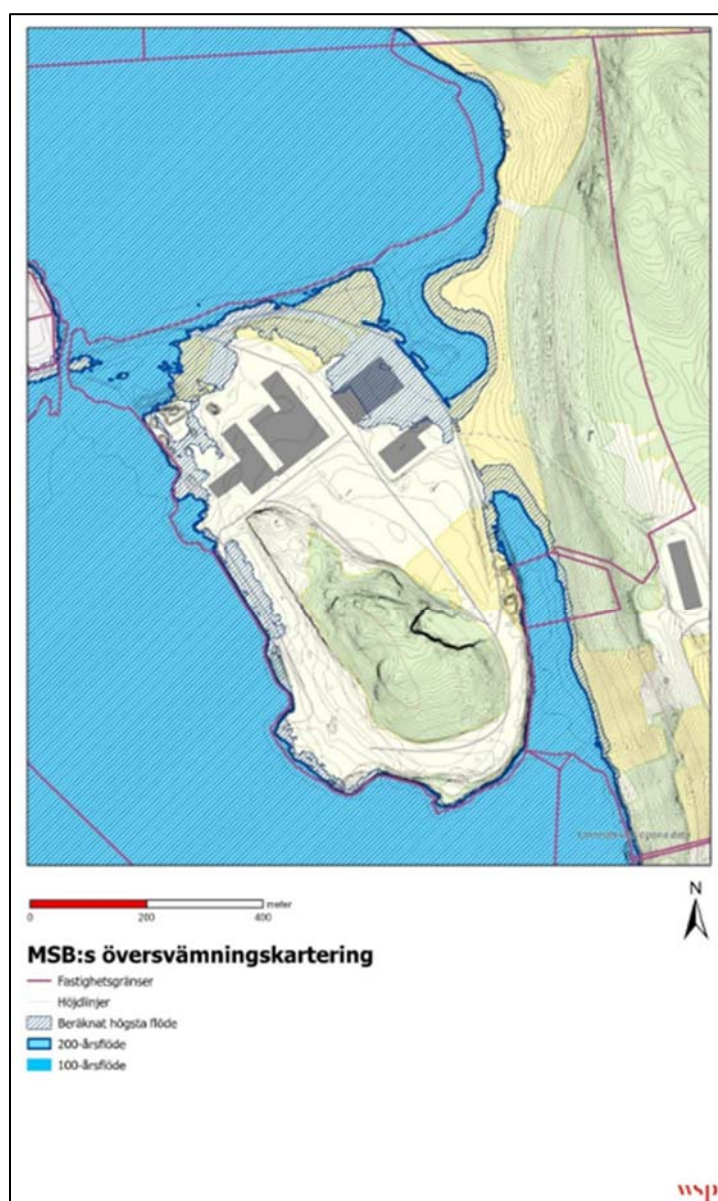 r
0
200
400
meter
N
MSB:s översvämningskartering
Fastighetsgränser
Höjdlinjer
Beräknat högsta flöde
200-årsflöde
100-årsflöde
wsp